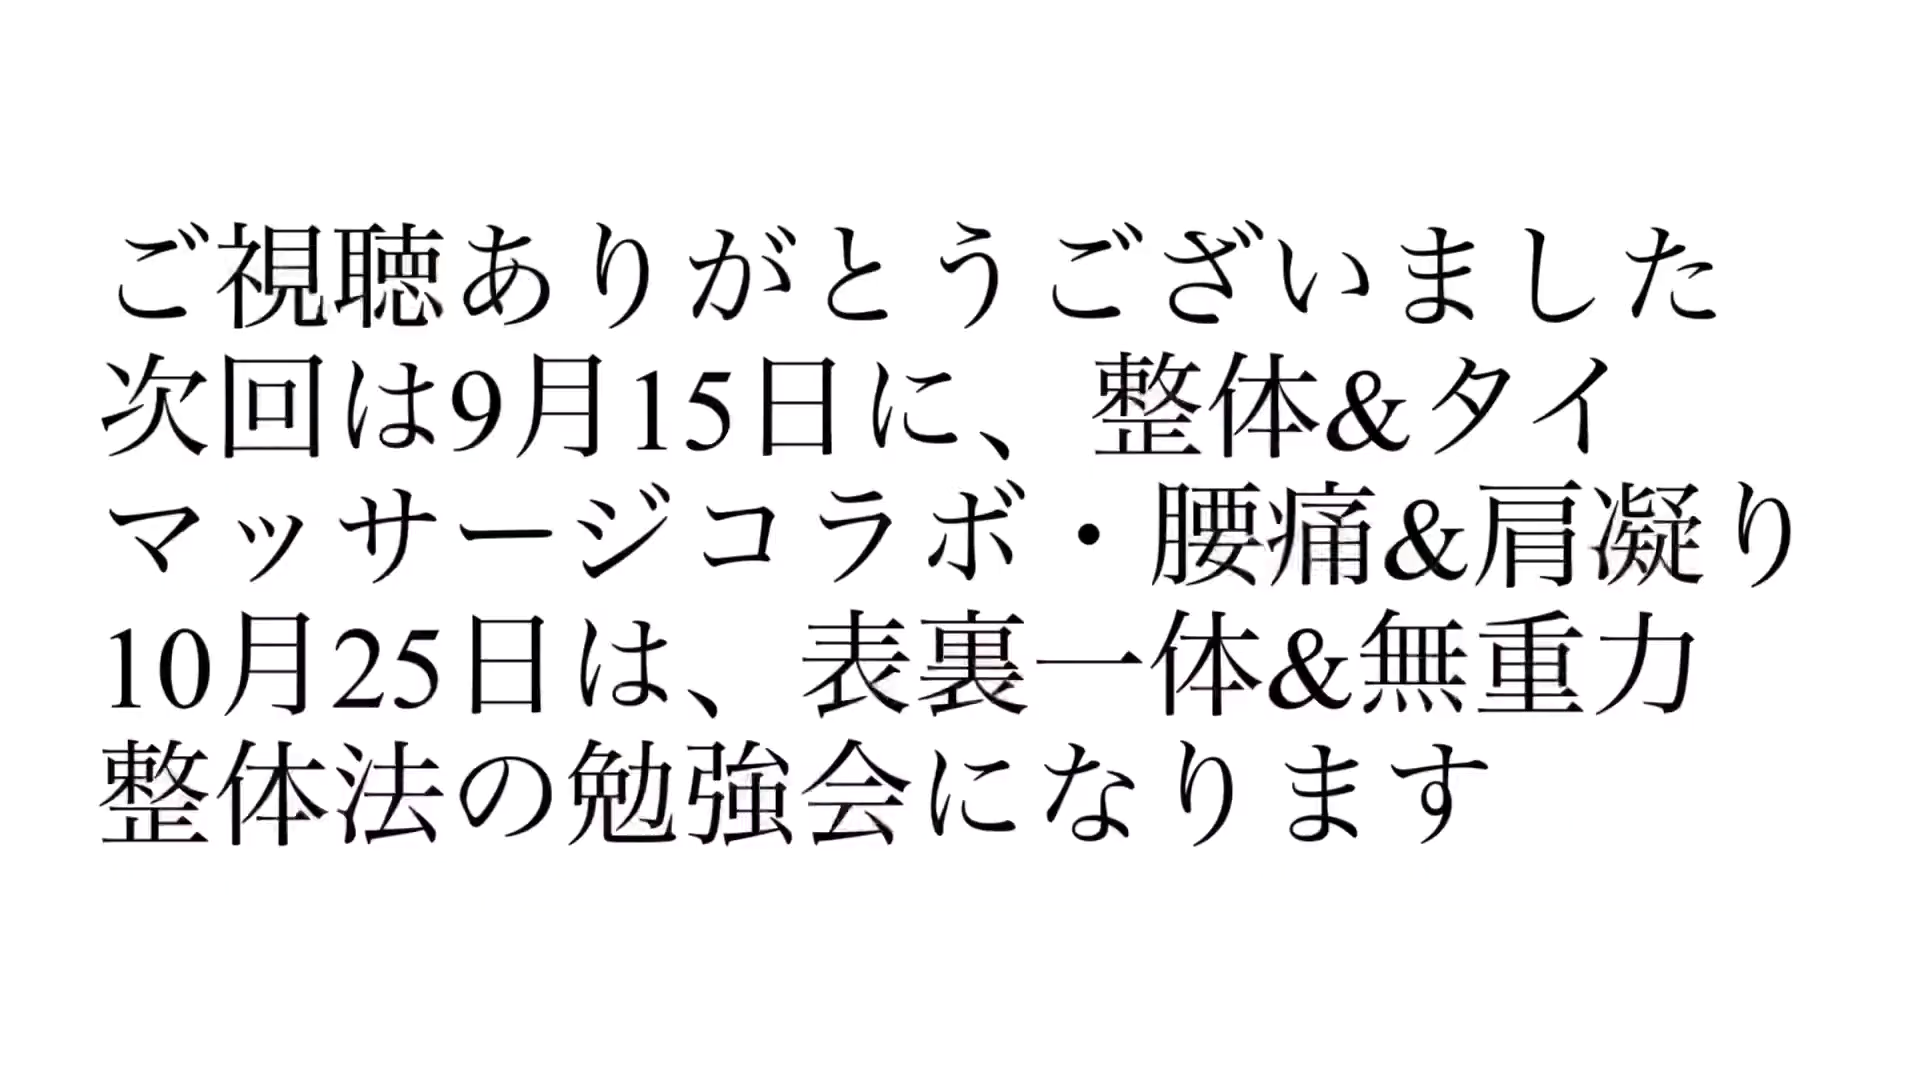 ご視聴ありがとうございました
次回は9月15日に、整体&タイ
マッサージコラボ・腰痛&肩凝り
10月25日は、表裏一体&無重力
整体法の勉強会になります